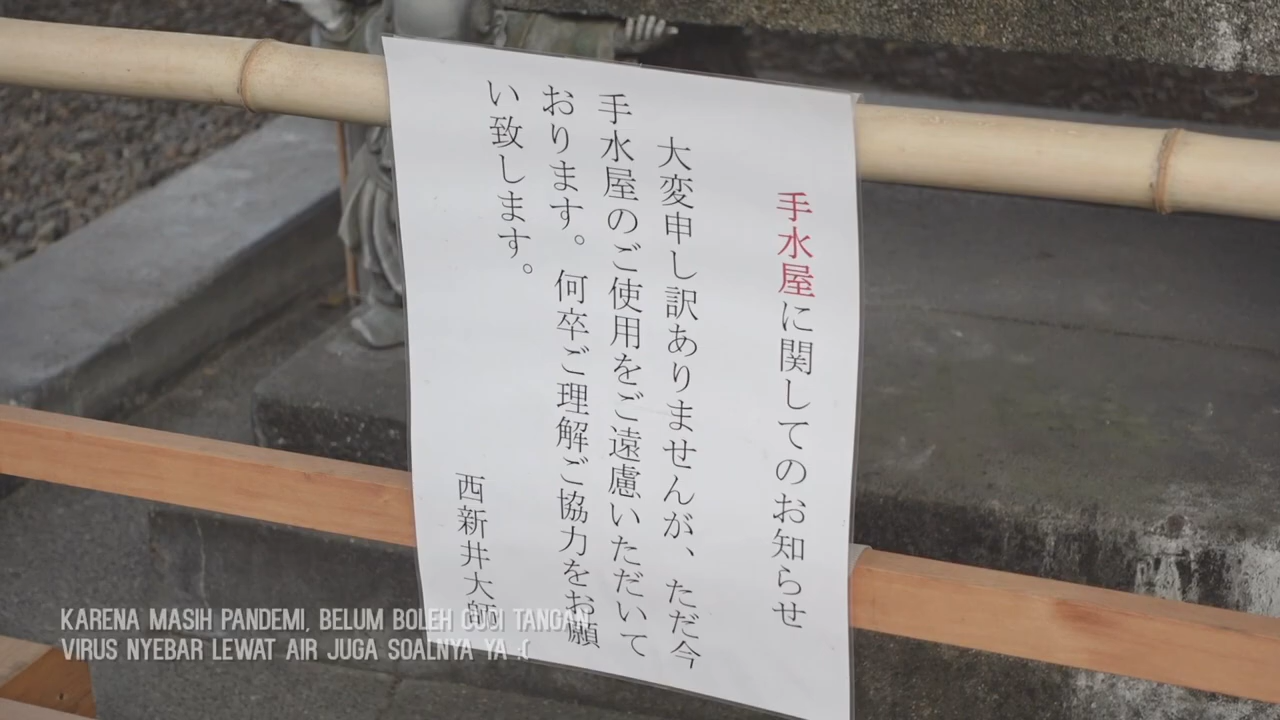 手水屋に関してのお知らせ
大変申し訳ありませんが、ただ今
手水屋のご使用をご遠慮いただいて
おります。何卒ご理解ご協力をお願
い致します。
西新井大師
KARENA MASIH PANDEMI, BELUM BOLEH CUCI TANGAN
VIRUS NYEBAR LEWAT AIR JUGA SOALNYA YA :(